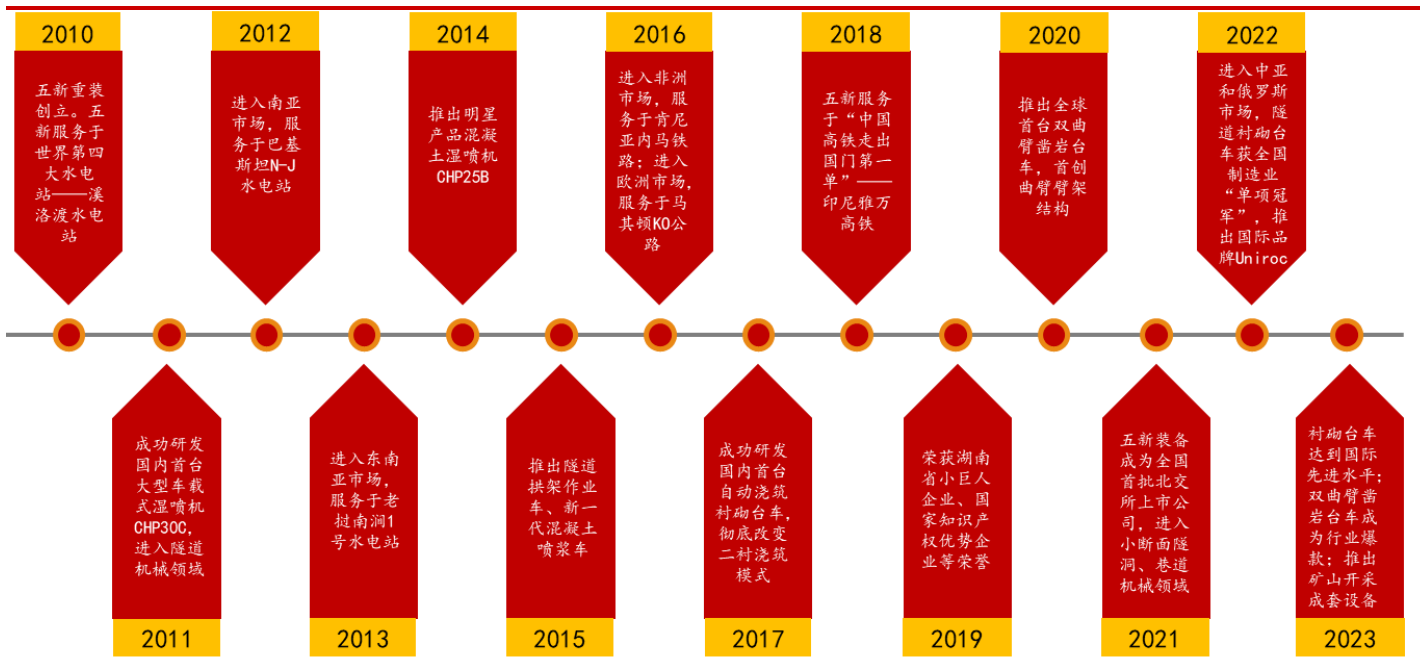 2010
五新重装
创立。五
新服务于
世界第四
大水电
站——溪
洛渡水电
站
2012
进入南亚
市场，服
务于巴基
斯坦N-J
水电站
2014
推出明星
产品混凝
土湿喷机
CHP25B
2016
进入非洲
市场，服
务于肯尼
亚内马铁
路；进入
欧洲市场，
服务于马
其顿KO公
路
2018
五新服务
于“中国
高铁走出
国门第一
单”——
印尼雅万
高铁
2020
推出全球
首台双曲
臂凿岩台
车，首创
曲臂臂架
结构
2022
进入中亚
和俄罗斯
市场，隧
道衬砌台
车获全国
制造业
“单项冠
军”，推
出国际品
牌Uniroc
成功研发
国内首台
大型车载
式湿喷机
CHP30C，
进入隧道
机械领域
2011
进入东南
亚市场，
服务于老
挝南涧1
号水电站
2013
推出隧道
拱架作业
车、新一
代混凝土
喷浆车
2015
成功研发
国内首台
自动浇筑
衬砌台车，
彻底改变
二衬浇筑
模式
2017
荣获湖南
省小巨人
企业、国
家知识产
权优势企
业等荣誉
2019
五新装备
成为全国
首批北交
所上市公
司，进入
小断面隧
洞、巷道
机械领域
2021
衬砌台车
达到国际
先进水平；
双曲臂凿
岩台车成
为行业爆
款；推出
矿山开采
成套设备
2023